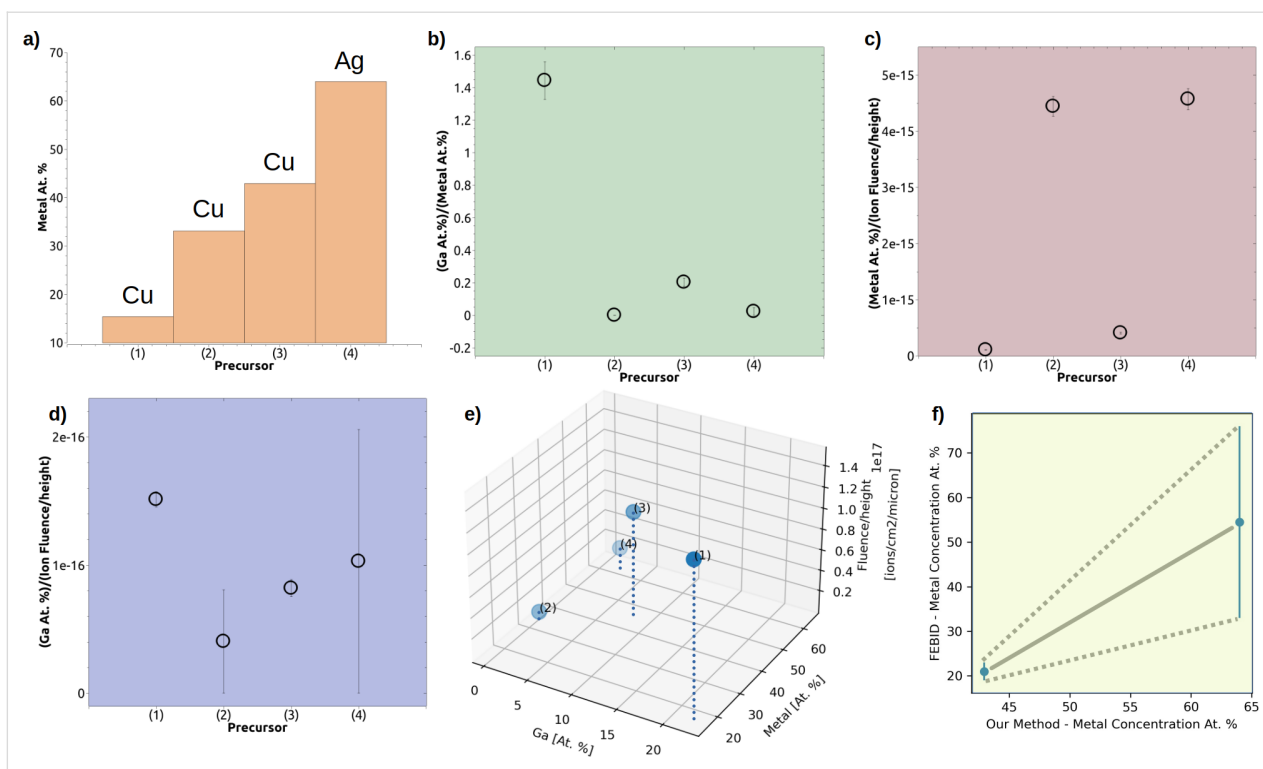 a)
Metal At. %
70
60
50
40
30
20
10
Cu
Cu
Cu
Ag
(1) (2) (3) (4)
Precursor
b)
(Ga At.%)/(Metal At.%)
1.6
1.4
1.2
1
0.8
0.6
0.4
0.2
0
-0.2
(1) (2) (3) (4)
Precursor
c)
(Metal At. %)/(Ion Fluence/height)
5e-15
4e-15
3e-15
2e-15
1e-15
0
(1) (2) (3) (4)
Precursor
d)
(Ga At. %)/(Ion Fluence/height)
2e-16
1e-16
0
(1) (2) (3) (4)
Precursor
e)
(3)
(4)
(1)
(2)
0 5 10 15 20
Ga [At. %]
20 30 40 50 60
Metal [At. %]
1.4
1.2
1.0
0.8
0.6
0.4
0.2
1e17
Fluence/height
[ions/cm2/micron]
f)
FEBID - Metal Concentration At. %
70
60
50
40
30
20
45 50 55 60 65
Our Method - Metal Concentration At. %